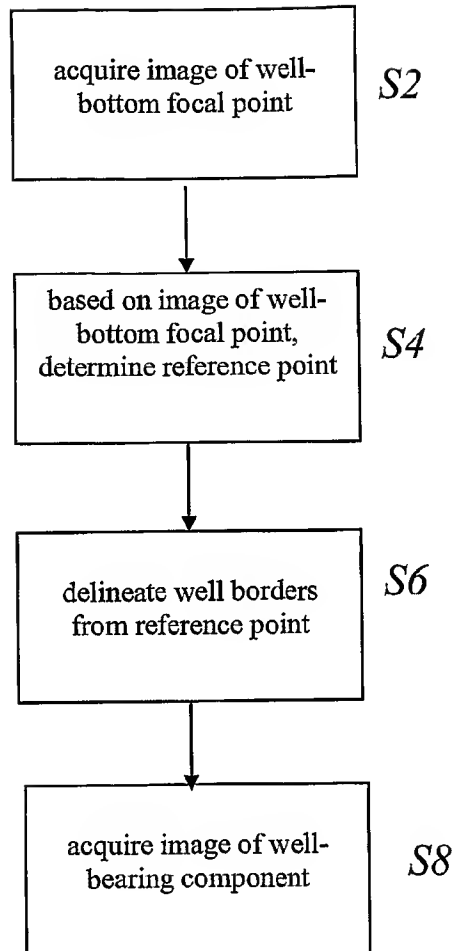 acquire image of well-
bottom focal point
S2
based on image of well-
bottom focal point,
determine reference point
S4
delineate well borders
from reference point
S6
acquire image of well-
bearing component
S8